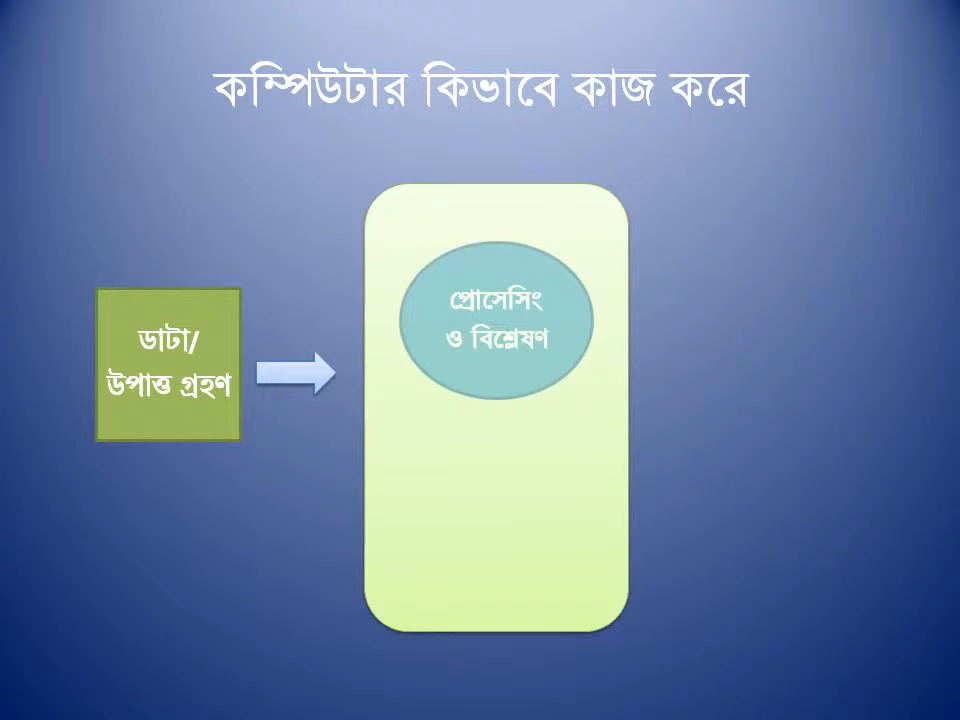 কম্পিউটার কিভাবে কাজ করে
প্রোসেসিং
ও বিশ্লেষণ
ডাটা/
উপাত্ত গ্রহণ